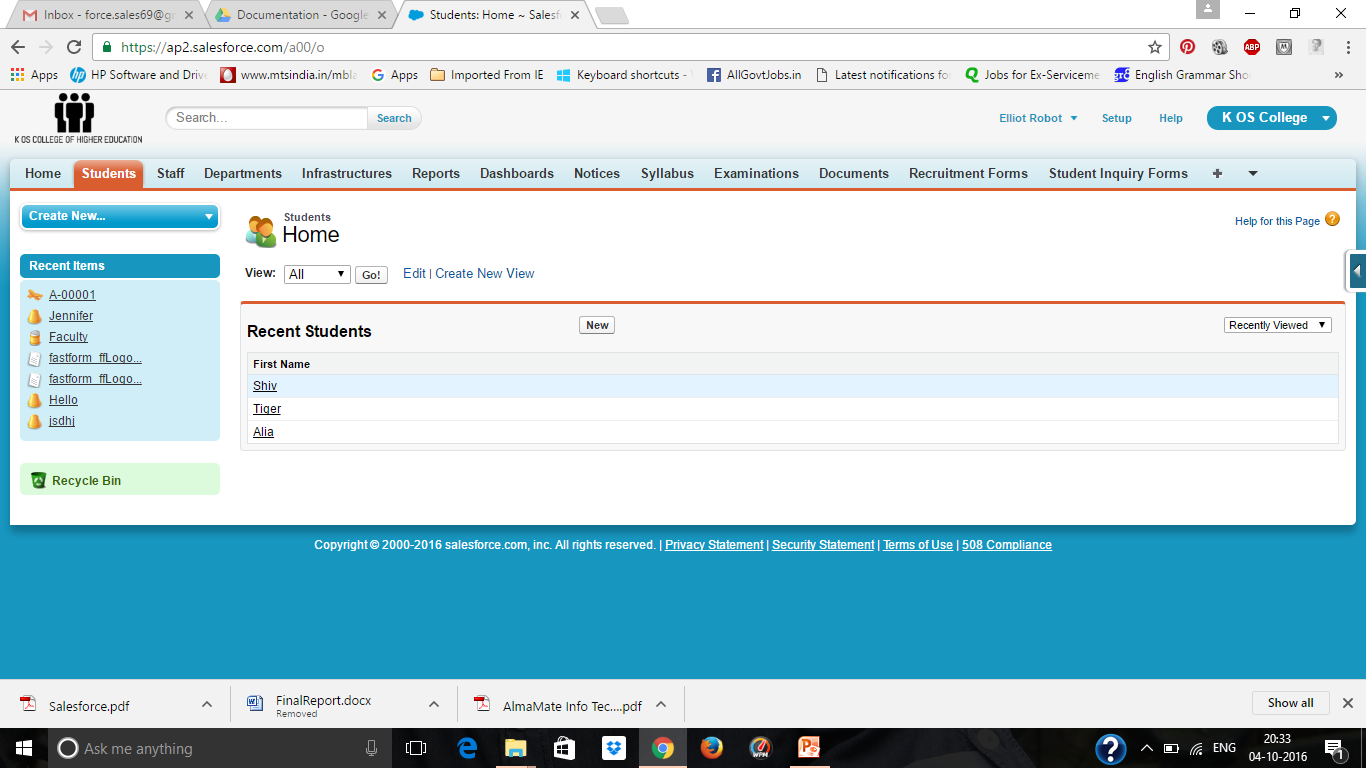 Inbox - force.sales69@g
Documentation - Google
Students: Home ~ Salesf
https://ap2.salesforce.com/a00/o
Apps
HP Software and Driv
www.mtsindia.in/mbla
Apps
Imported From IE
Keyboard shortcuts -
AllGovtJobs.in
Latest notifications fo
Jobs for Ex-Serviceme
English Grammar Sho
»
K OS COLLEGE OF HIGHER EDUCATION
Search...
Search
Elliot Robot
Setup
Help
K OS College
Home
Students
Staff
Departments
Infrastructures
Reports
Dashboards
Notices
Syllabus
Examinations
Documents
Recruitment Forms
Student Inquiry Forms
+
Create New...
Students
Home
Help for this Page ?
View:
All
Go!
Edit | Create New View
Recent Items
A-00001
Jennifer
Faculty
fastform_ffLogo...
fastform_ffLogo...
Hello
jsdhj
Recycle Bin
Recent Students
New
Recently Viewed
First Name
Shiv
Tiger
Alia
Copyright © 2000-2016 salesforce.com, inc. All rights reserved. | Privacy Statement | Security Statement | Terms of Use | 508 Compliance
Salesforce.pdf
FinalReport.docx
Removed
AlmaMate Info Tec....pdf
Show all
Ask me anything
ENG
20:33
04-10-2016
1